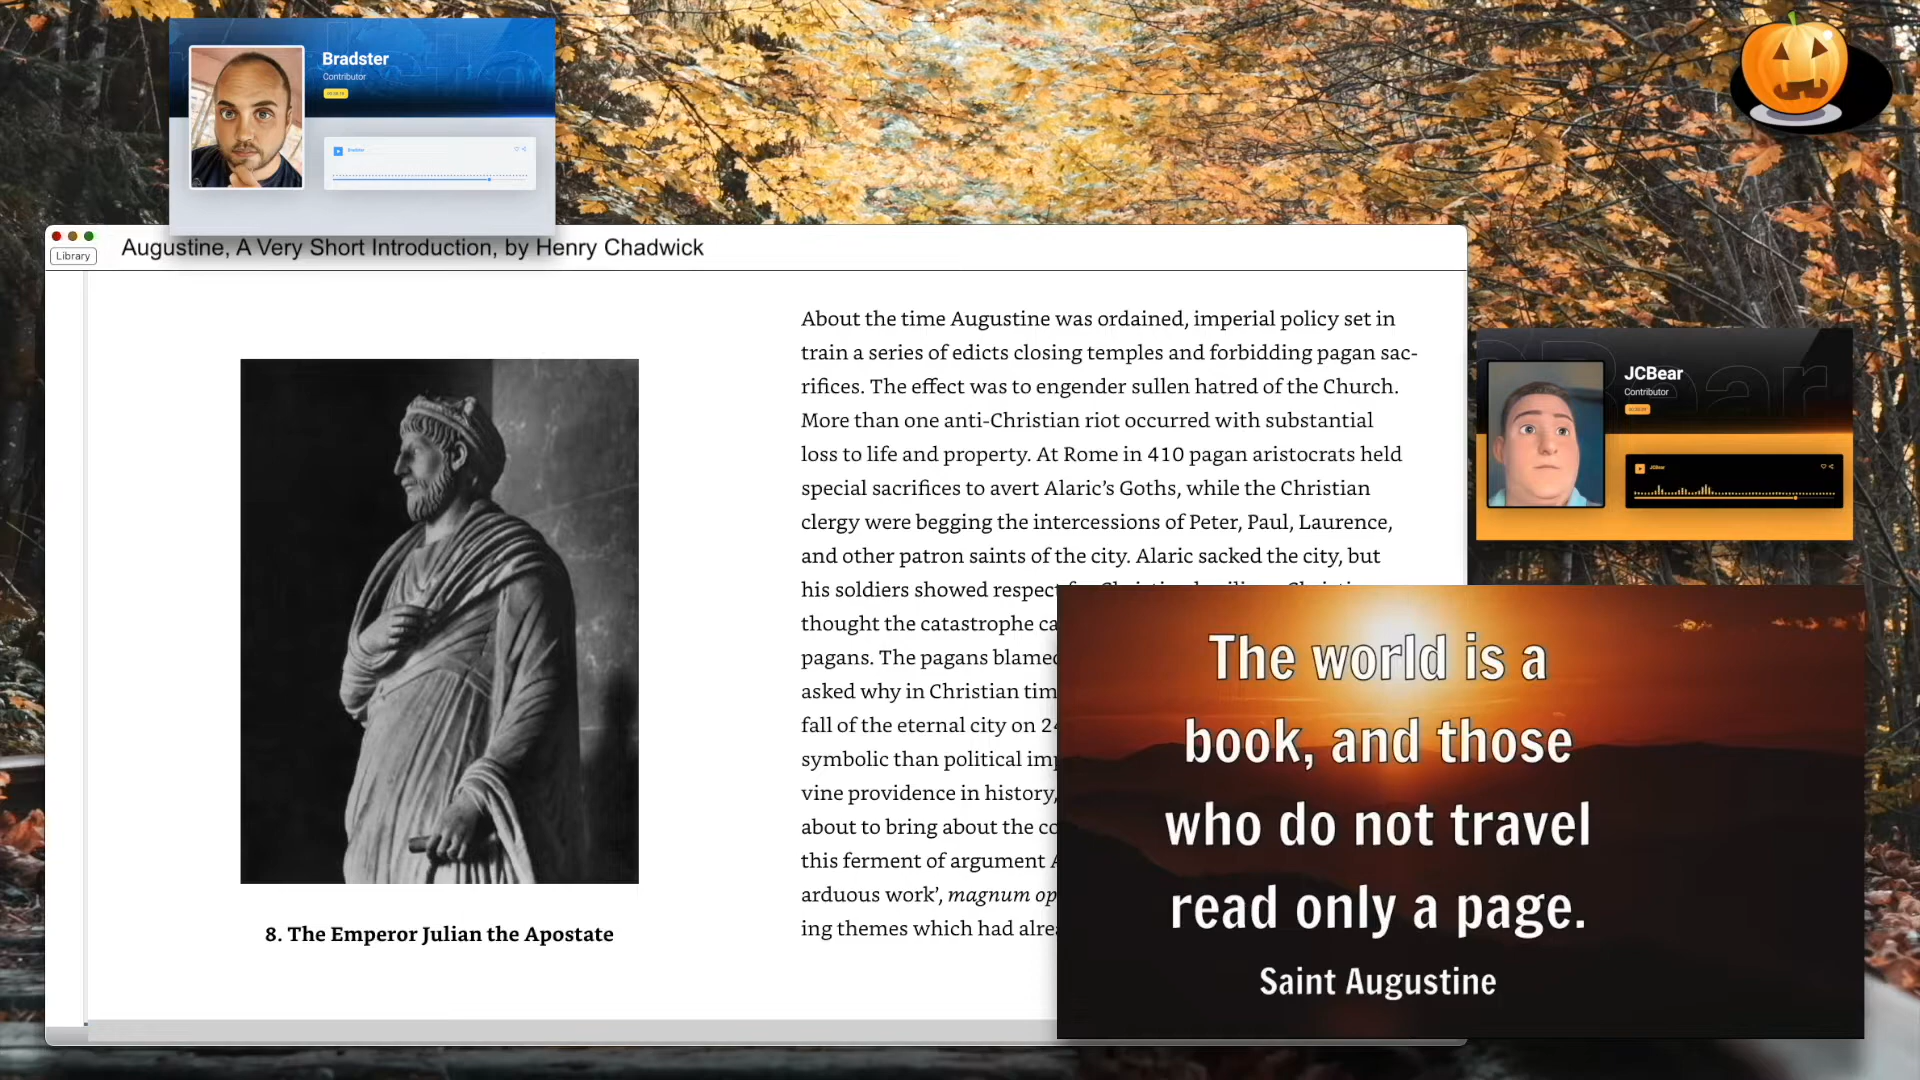 Bradster
Contributor
Library
Augustine, A Very Short Introduction, by Henry Chadwick
8. The Emperor Julian the Apostate
About the time Augustine was ordained, imperial policy set in
train a series of edicts closing temples and forbidding pagan sac-
rifices. The effect was to engender sullen hatred of the Church.
More than one anti-Christian riot occurred with substantial
loss to life and property. At Rome in 410 pagan aristocrats held
special sacrifices to avert Alaric’s Goths, while the Christian
clergy were begging the intercessions of Peter, Paul, Laurence,
and other patron saints of the city. Alaric sacked the city, but
his soldiers showed respect
thought the catastrophe
pagans. The pagans blamed
asked why in Christian
fall of the eternal city on
symbolic than political
vine providence in history,
about to bring about the
this ferment of argument
arduous work’, magnum
ing themes which had
JCBear
Contributor
JCBear
The world is a
book, and those
who do not travel
read only a page.
Saint Augustine